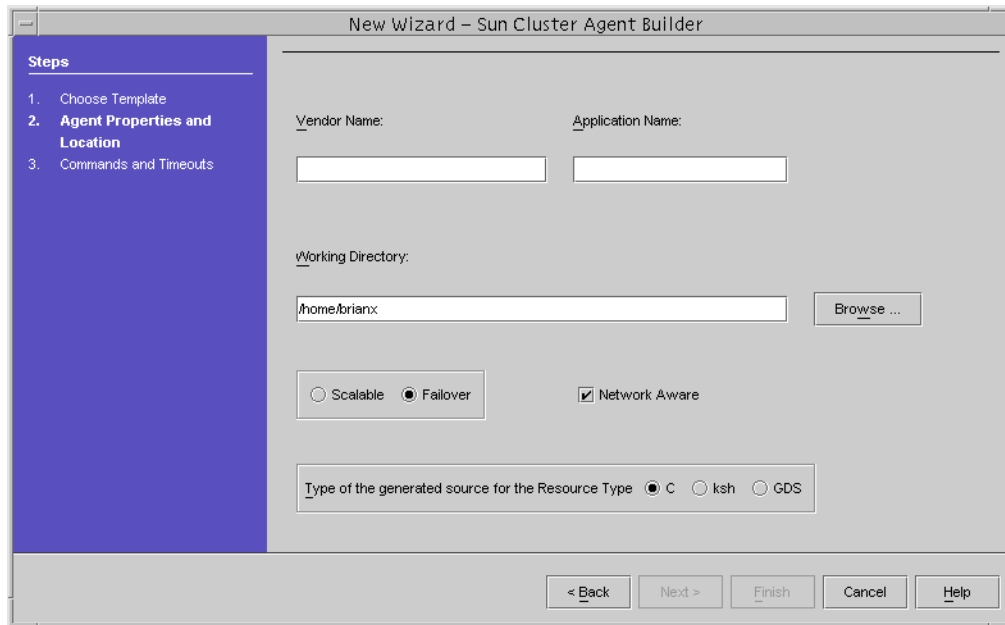 New Wizard – Sun Cluster Agent Builder
Steps
1. Choose Template
2. Agent Properties and
Location
3. Commands and Timeouts
Vendor Name:
Application Name:
Working Directory:
/home/brianx
Browse ...
Scalable
Failover
Network Aware
Type of the generated source for the Resource Type
C
ksh
GDS
< Back
Next >
Finish
Cancel
Help